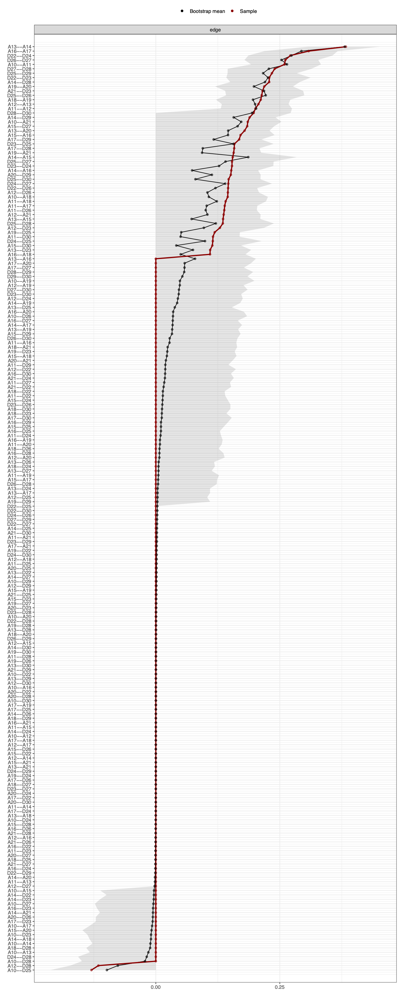 Bootstrap mean Sample
edge
A13––A14
A16––A17
D22––D24
D26––D27
A10––A11
D27––D28
D25––D29
D22––D23
A14––D28
A19––A20
A21––D23
D25––D26
A18––A19
A12––A13
A11––A12
D28––D30
A14––D29
A10––A21
A15––D27
A13––A20
A15––A16
A17––D29
D23––D25
A17––D28
A19––A21
A14––A15
D25––D27
D23––D24
A14––A16
A20––D29
D25––D30
D24––D27
D22––D26
A12––D26
A10––A18
A11––A18
A11––A17
A11––D26
A12––A21
A13––A15
D25––D28
A12––D23
A19––D25
A11––D30
D24––D25
A15––D30
A13––D23
A16––A18
A13––A16
A17––A20
A17––D27
D28––D29
D29––D30
A10––A19
A12––A19
D27––D30
D23––D30
A12––D24
A14––A19
A13––D25
A16––A20
A10––D26
A16––D27
A14––A17
A13––A19
A15––D29
D26––D30
A11––A16
A18––A21
A19––D23
A15––A18
A20––A21
A11––D29
A12––D22
A16––D30
A21––D24
A11––D27
A21––D22
A18––D22
A11––D22
A15––D24
D23––D26
A18––D30
A18––D23
A17––D30
A16––D29
A15––D25
A16––D25
A11––D24
A16––A19
A11––A20
A18––D26
A16––D28
A12––A20
A13––D26
A18––D24
A13––D27
A11––A19
A15––A17
D26––D28
A13––D24
A13––A17
A12––D25
A19––D29
D22––D25
D22––D30
D24––D26
D27––D29
D22––D27
A14––D25
A21––D30
A11––A21
D23––D29
A17––A21
A19––D22
D24––D30
A12––A18
A11––D25
A20––D25
A13––D22
A14––D27
A10––D29
A12––D29
A15––A19
A21––D25
A15––D23
A19––D27
A20––D23
D23––D28
A10––A20
D22––D28
A19––D28
A13––D28
A18––A20
D26––D29
A12––A15
A14––D30
A19––D30
A11––D28
A19––D26
A13––D30
A21––D29
A10––D22
A13––D29
A12––D30
A10––A16
A20––D22
A20––D28
A10––D30
A17––A19
A17––D25
A14––D26
A18––D29
A16––A21
A11––A15
A14––D24
A10––A12
A17––A18
A12––A17
A15––D26
A15––D22
A12––A14
A15––A21
A13––A21
D24––D29
A19––D24
A17––D26
A18––D27
D23––D27
A20––D24
A17––D22
A20––D30
A11––A14
A17––D24
A13––A18
A10––D24
A15––D28
A16––D26
A21––D28
A12––A16
A21––D26
A16––D22
A11––D23
A20––D27
A18––D25
A21––D27
A16––D24
D22––D29
A14––A20
A11––A13
A12––D27
A10––A15
A14––D22
A14––D23
A10––D27
A16––D23
A14––A21
A20––D26
A17––D23
A10––A17
A15––A20
A10––D23
A14––A18
A10––A14
A18––D28
A10––A13
D24––D28
A10––D28
A12––D28
A10––D25
0.00 0.25